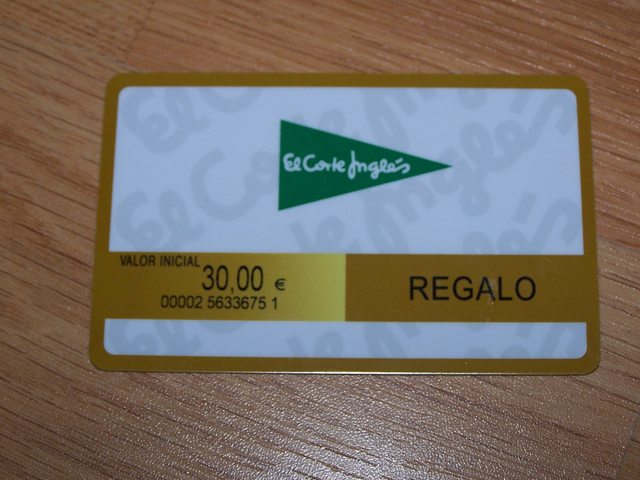 El Corte Inglés
VALOR INICIAL
30,00 €
00002 5633675 1
REGALO